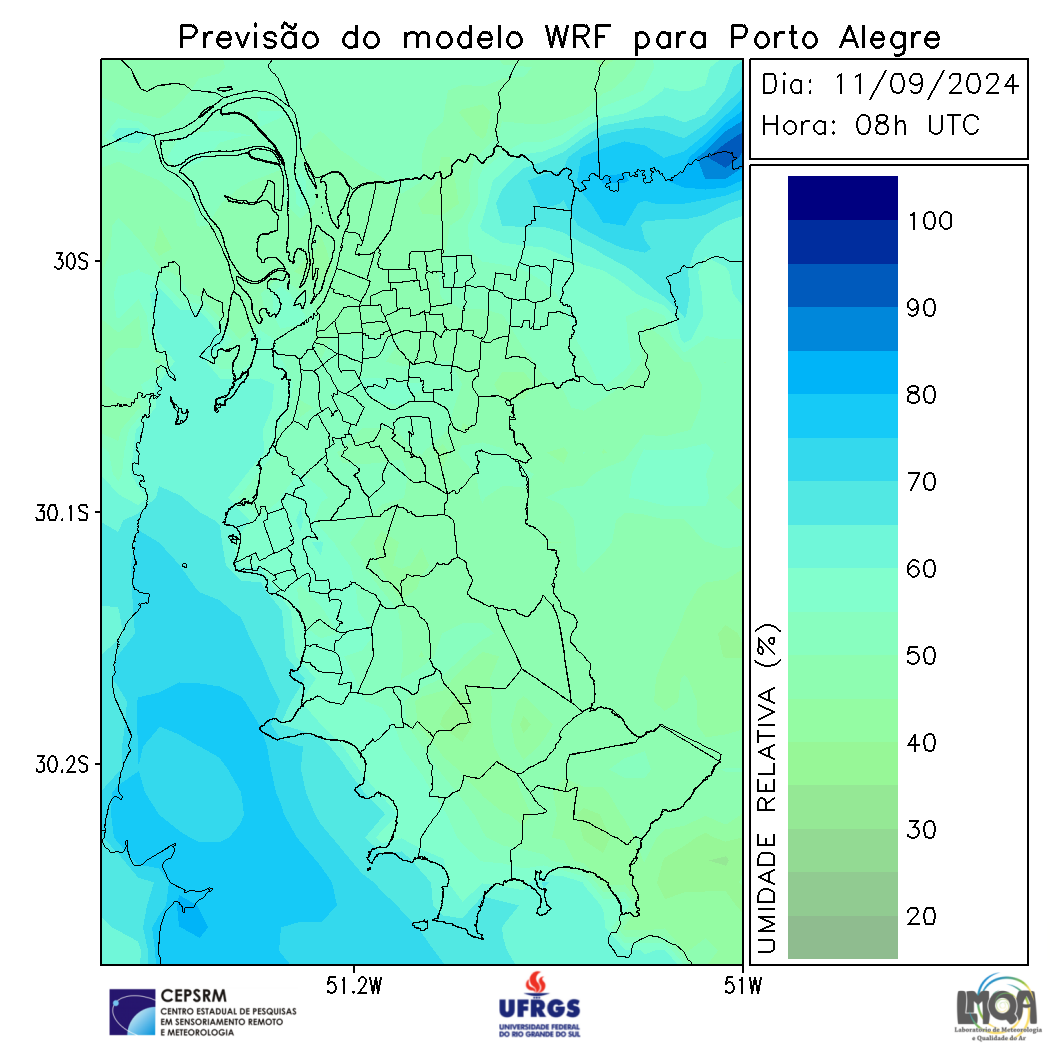 Previsão do modelo WRF para Porto Alegre
Dia: 11/09/2024
Hora: 08h UTC
30S
30.1S
30.2S
51.2W
51W
UMIDADE RELATIVA (%)
100
90
80
70
60
50
40
30
20
CEPSRM
CENTRO ESTADUAL DE PESQUISAS
EM SENSORIAMENTO REMOTO
E METEOROLOGIA
UFRGS
UNIVERSIDADE FEDERAL
DO RIO GRANDE DO SUL
LMQA
Laboratório de Meteorologia
e Qualidade do Ar